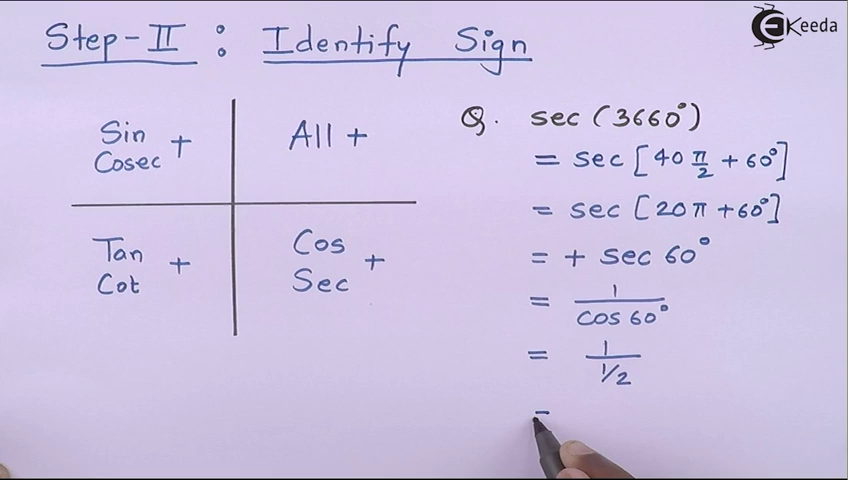 Step-II : Identify Sign
EKeeda
Sin
Cosec +
All +
Tan
Cot +
Cos
Sec +
Q. sec (3660°)
= sec [40 π/2 + 60°]
= sec [20π + 60°]
= + sec 60°
= 1/cos 60°
= 1/1/2
=